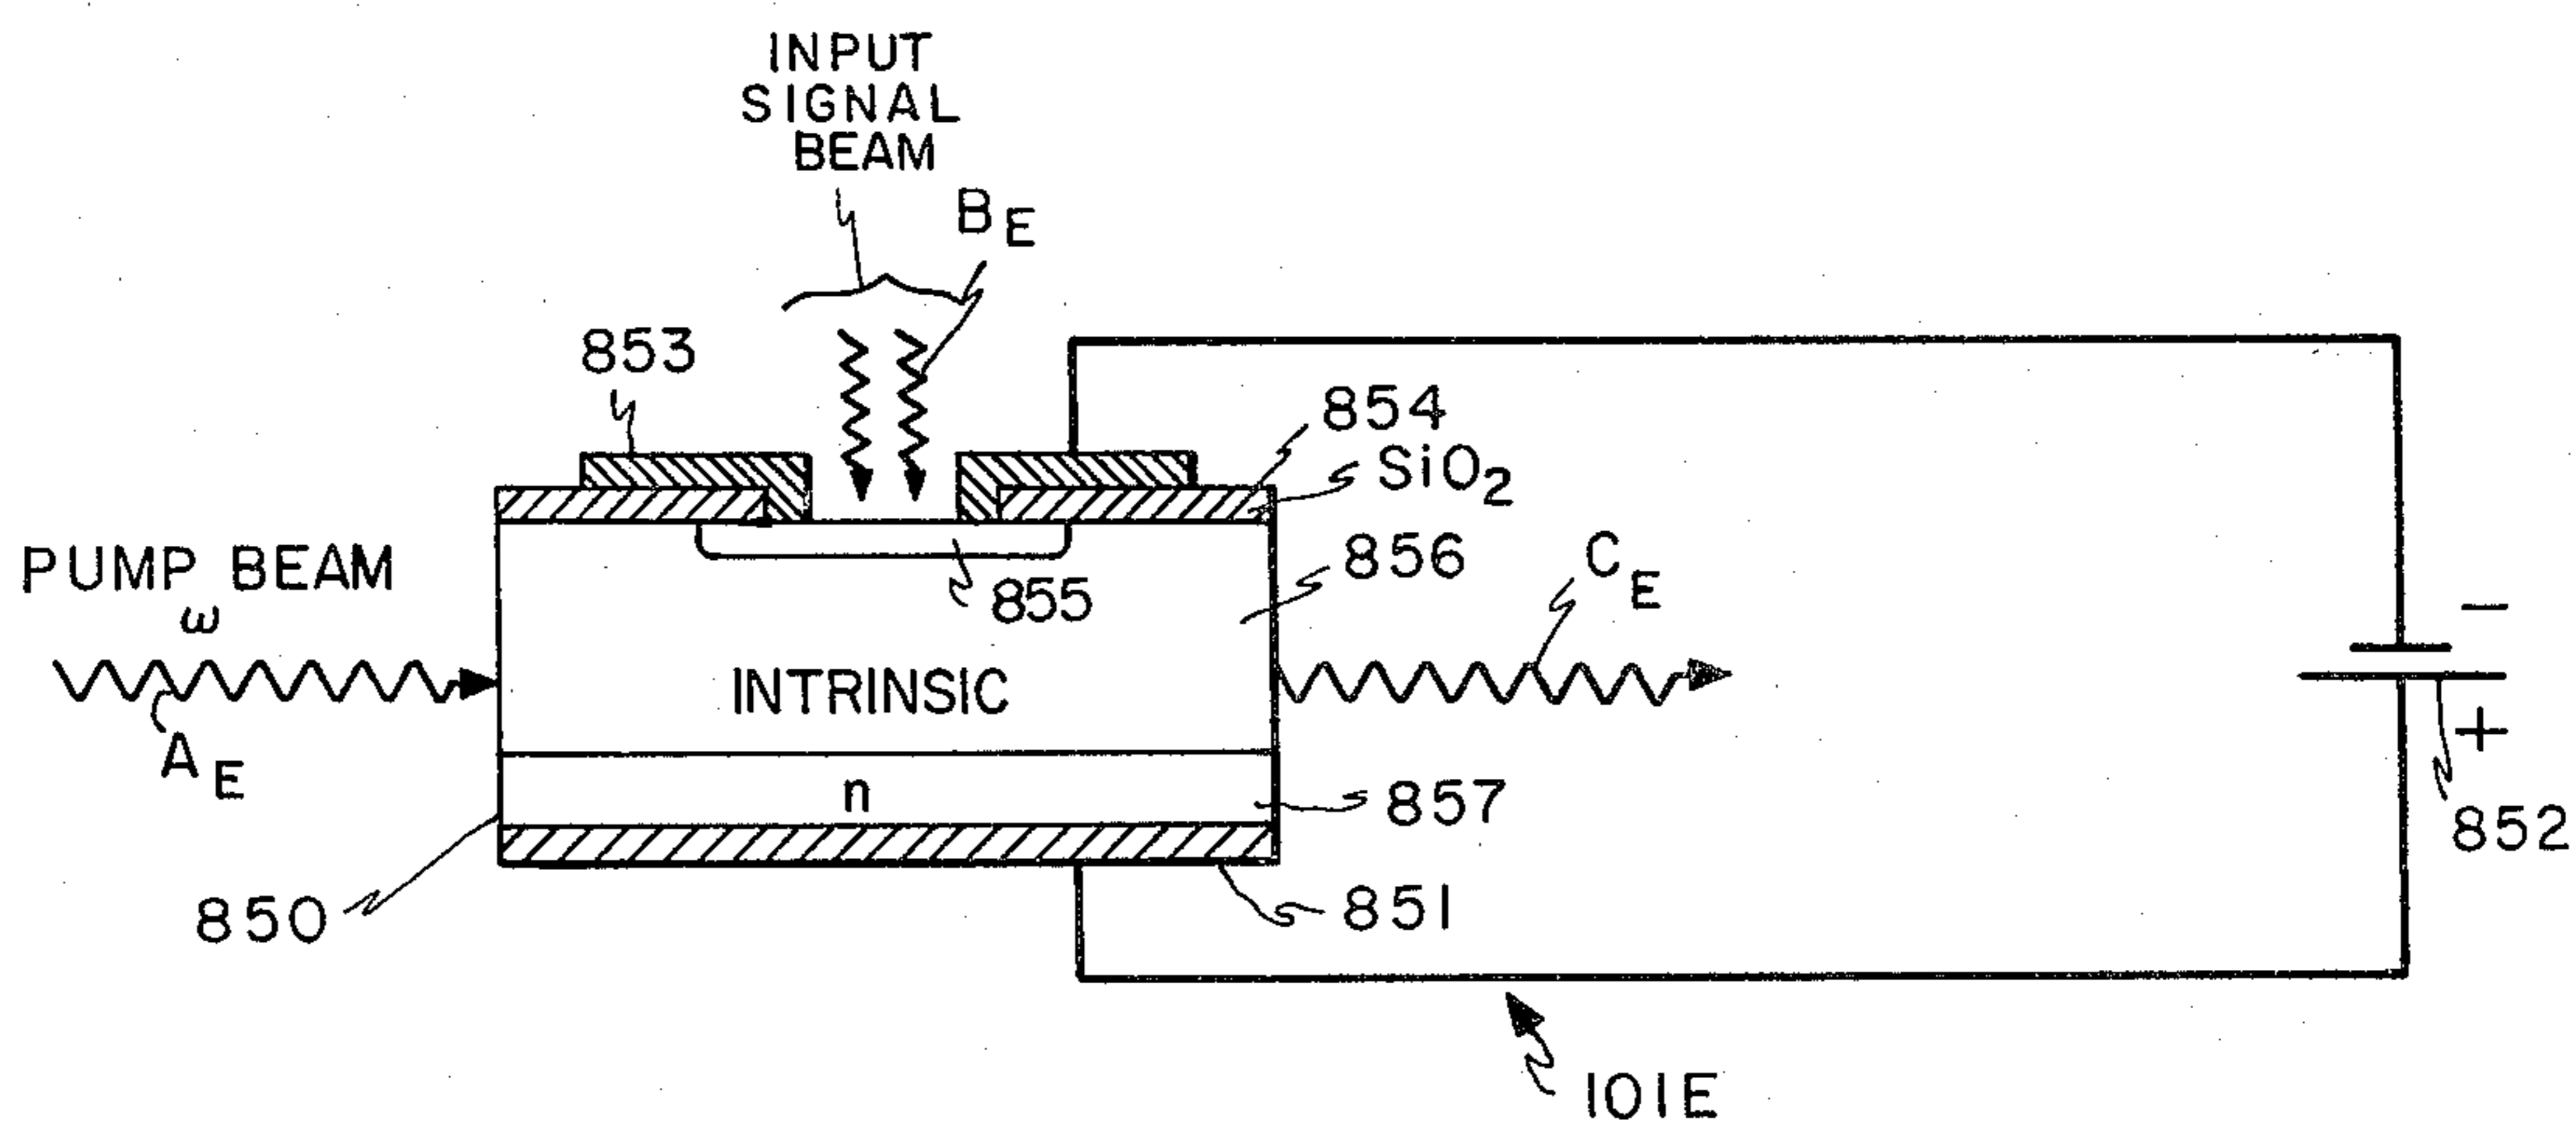 INPUT
SIGNAL
BEAM
B E
853
854
SiO2
PUMP BEAM
ω
A E
855
856
C E
INTRINSIC
−
+
n
857
852
850
851
101E